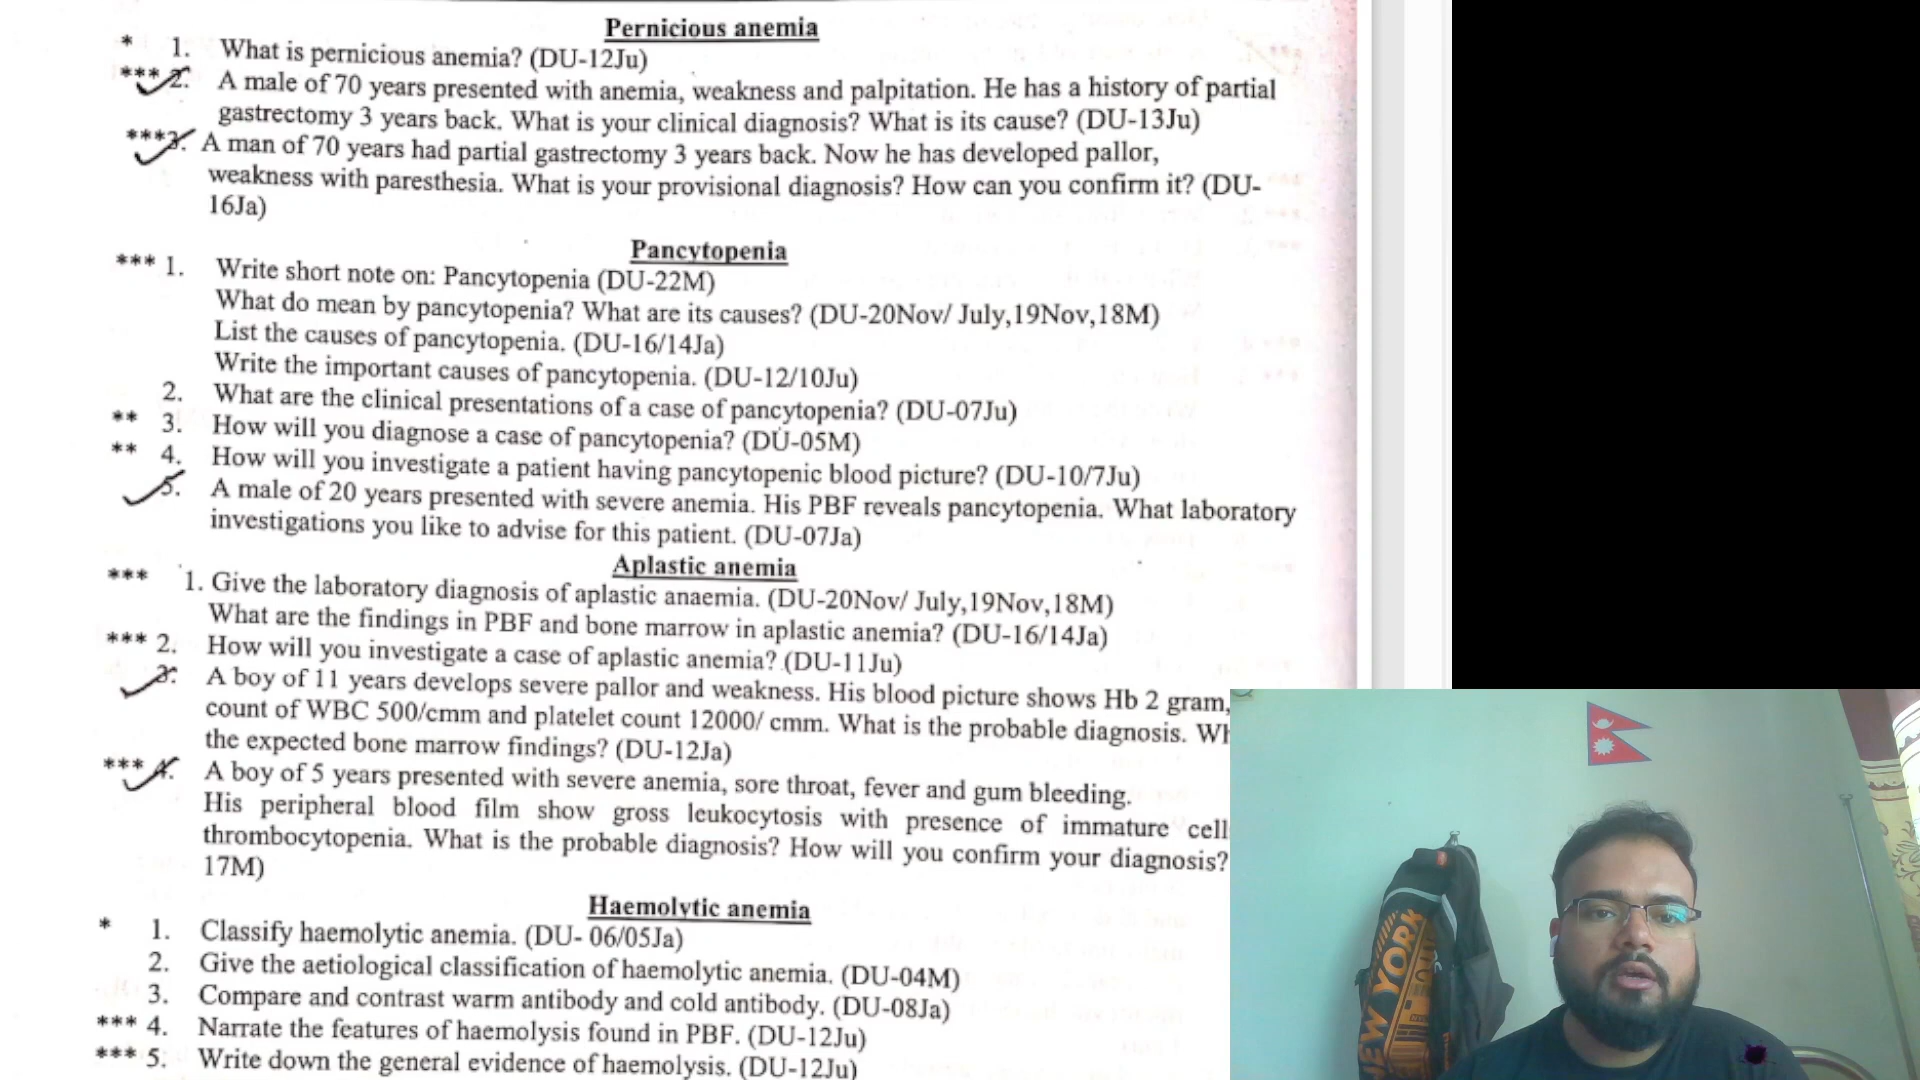 Pernicious anemia
* 1. What is pernicious anemia? (DU-12Ju)
*** 2. A male of 70 years presented with anemia, weakness and palpitation. He has a history of partial
gastrectomy 3 years back. What is your clinical diagnosis? What is its cause? (DU-13Ju)
*** 3. A man of 70 years had partial gastrectomy 3 years back. Now he has developed pallor,
weakness with paresthesia. What is your provisional diagnosis? How can you confirm it? (DU-
16Ja)
Pancytopenia
*** 1. Write short note on: Pancytopenia (DU-22M)
What do mean by pancytopenia? What are its causes? (DU-20Nov/ July,19Nov,18M)
List the causes of pancytopenia. (DU-16/14Ja)
Write the important causes of pancytopenia. (DU-12/10Ju)
2. What are the clinical presentations of a case of pancytopenia? (DU-07Ju)
** 3. How will you diagnose a case of pancytopenia? (DU-05M)
** 4. How will you investigate a patient having pancytopenic blood picture? (DU-10/7Ju)
5. A male of 20 years presented with severe anemia. His PBF reveals pancytopenia. What laboratory
investigations you like to advise for this patient. (DU-07Ja)
Aplastic anemia
*** 1. Give the laboratory diagnosis of aplastic anaemia. (DU-20Nov/ July,19Nov,18M)
What are the findings in PBF and bone marrow in aplastic anemia? (DU-16/14Ja)
*** 2. How will you investigate a case of aplastic anemia? (DU-11Ju)
3. A boy of 11 years develops severe pallor and weakness. His blood picture shows Hb 2 gram,
count of WBC 500/cmm and platelet count 12000/ cmm. What is the probable diagnosis.
the expected bone marrow findings? (DU-12Ja)
*** 4. A boy of 5 years presented with severe anemia, sore throat, fever and gum bleeding.
His peripheral blood film show gross leukocytosis with presence of immature cell
thrombocytopenia. What is the probable diagnosis? How will you confirm your diagnosis?
17M)
Haemolytic anemia
* 1. Classify haemolytic anemia. (DU- 06/05Ja)
2. Give the aetiological classification of haemolytic anemia. (DU-04M)
3. Compare and contrast warm antibody and cold antibody. (DU-08Ja)
*** 4. Narrate the features of haemolysis found in PBF. (DU-12Ju)
*** 5. Write down the general evidence of haemolysis. (DU-12Ju)
NEW YORK